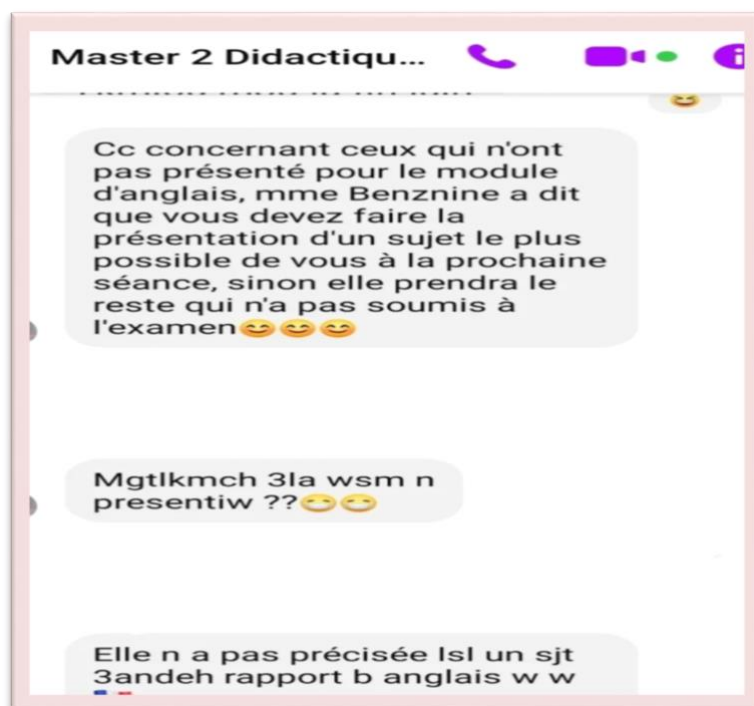 Master 2 Didactiqu...
Cc concernant ceux qui n'ont
pas présenté pour le module
d'anglais, mme Benznine a dit
que vous devez faire la
présentation d'un sujet le plus
possible de vous à la prochaine
séance, sinon elle prendra le
reste qui n'a pas soumis à
l'examen😊😊😊
Mgtlkmch 3la wsm n
presentiw ??😷😷
Elle n a pas précisée lsl un sjt
3andeh rapport b anglais w w